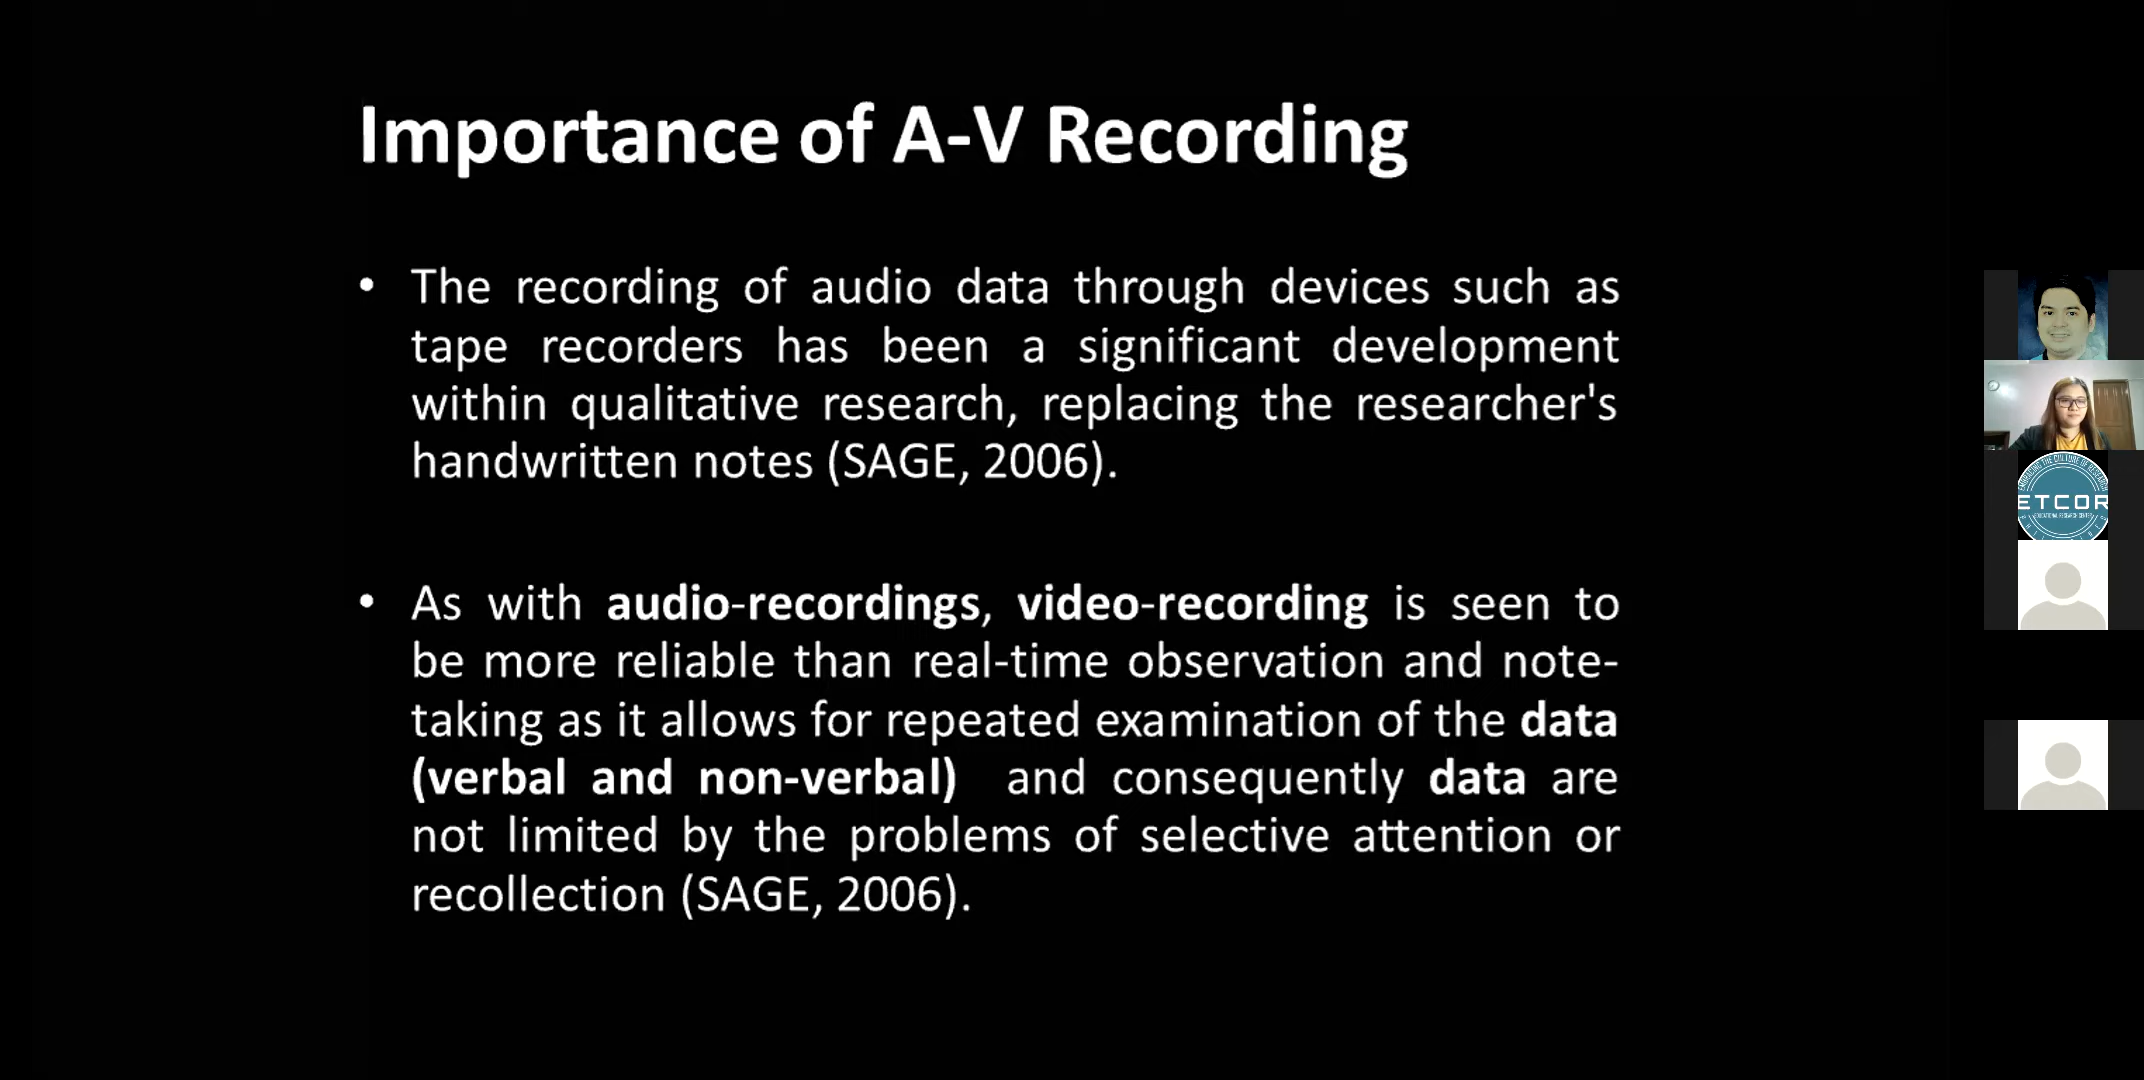 Importance of A-V Recording
• The recording of audio data through devices such as
tape recorders has been a significant development
within qualitative research, replacing the researcher's
handwritten notes (SAGE, 2006).
• As with audio-recordings, video-recording is seen to
be more reliable than real-time observation and note-
taking as it allows for repeated examination of the data
(verbal and non-verbal) and consequently data are
not limited by the problems of selective attention or
recollection (SAGE, 2006).
ETCOR
EDUCATIONAL RESEARCH CENTER